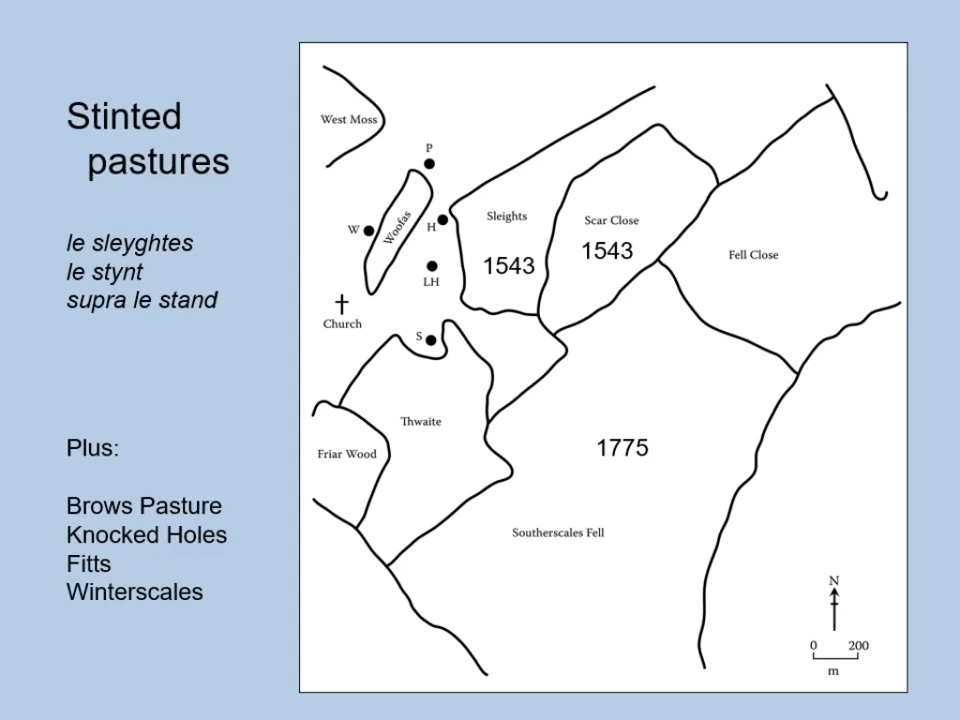 Stinted
pastures
le sleyghtes
le stynt
supra le stand
Plus:
Brows Pasture
Knocked Holes
Fitts
Winterscales
West Moss
P
Woofas
W
H
LH
Church
S
Sleights
1543
Scar Close
1543
Fell Close
Thwaite
Friar Wood
1775
Southerscales Fell
N
0 200
m